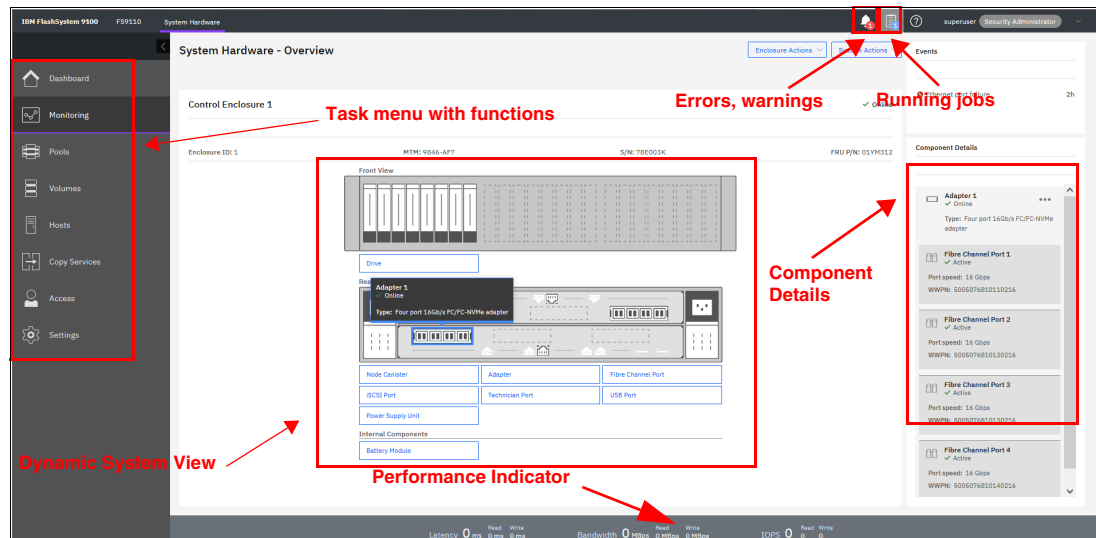 IBM FlashSystem 9100 FS9110 System Hardware
1
superuser Security Administrator
System Hardware - Overview
Enclosure Actions
Actions
Events
Dashboard
Ethernet port failure 2h
Errors, warnings
Running jobs
Control Enclosure 1
Monitoring
Task menu with functions
Pools
Enclosure ID: 1 MTM: 9846-AF7 S/N: 78E003K FRU P/N: 01YM312
Component Details
Front View
Volumes
Hosts
Copy Services
Access
Settings
Drive
Adapter 1
Online
Type: Four port 16Gb/s FC/FC-NVMe adapter
Node Canister Adapter Fibre Channel Port
iSCSI Port Technician Port USB Port
Power Supply Unit
Internal Components
Battery Module
Component
Details
Adapter 1
Online
Type: Four port 16Gb/s FC/FC-NVMe
adapter
Fibre Channel Port 1
Active
Port speed: 16 Gbps
WWPN: 5005076810110216
Fibre Channel Port 2
Active
Port speed: 16 Gbps
WWPN: 5005076810120216
Fibre Channel Port 3
Active
Port speed: 16 Gbps
WWPN: 5005076810130216
Fibre Channel Port 4
Active
Port speed: 16 Gbps
WWPN: 5005076810140216
Dynamic System View
Performance Indicator
Latency 0 ms Read 0 ms Write 0 ms
Bandwidth 0 MBps Read 0 MBps Write 0 MBps
IOPS 0 Read 0 Write 0